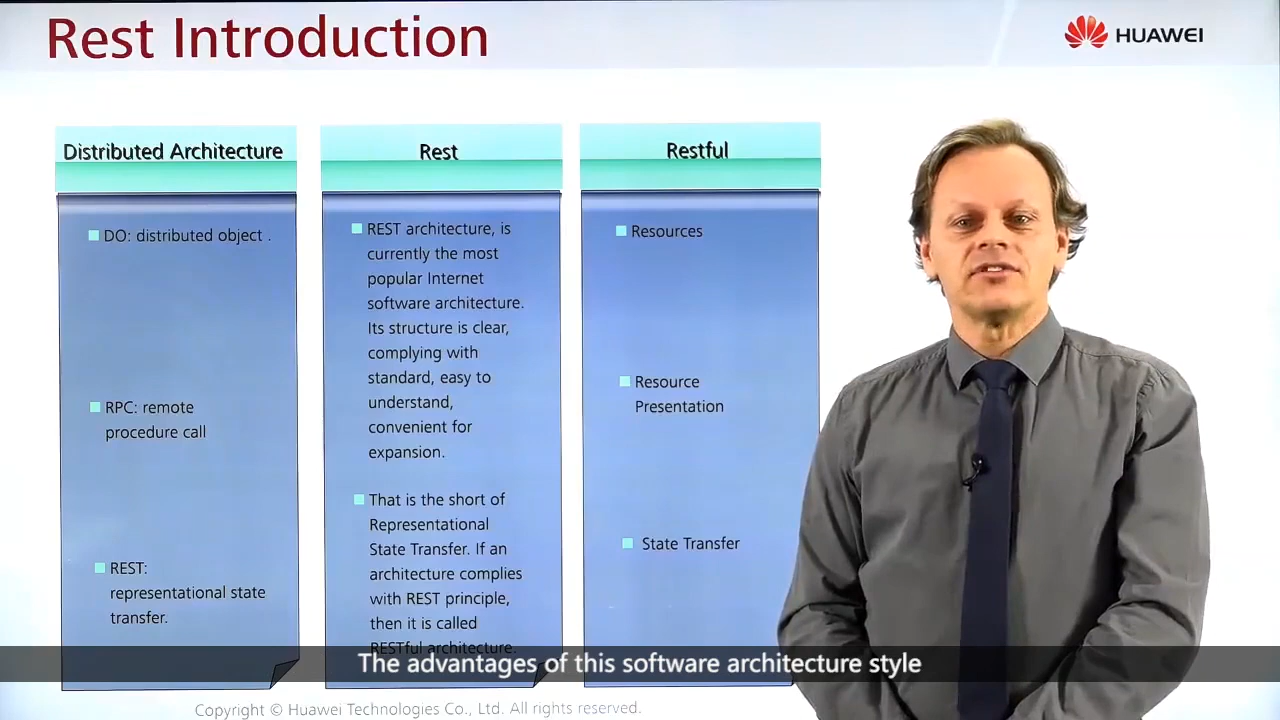 Rest Introduction
HUAWEI
Distributed Architecture
DO: distributed object .
RPC: remote
procedure call
REST:
representational state
transfer.
Rest
REST architecture, is
currently the most
popular Internet
software architecture.
Its structure is clear,
complying with
standard, easy to
understand,
convenient for
expansion.
That is the short of
Representational
State Transfer. If an
architecture complies
with REST principle,
then it is called
RESTful architecture.
Restful
Resources
Resource
Presentation
State Transfer
The advantages of this software architecture style
Copyright © Huawei Technologies Co., Ltd. All rights reserved.